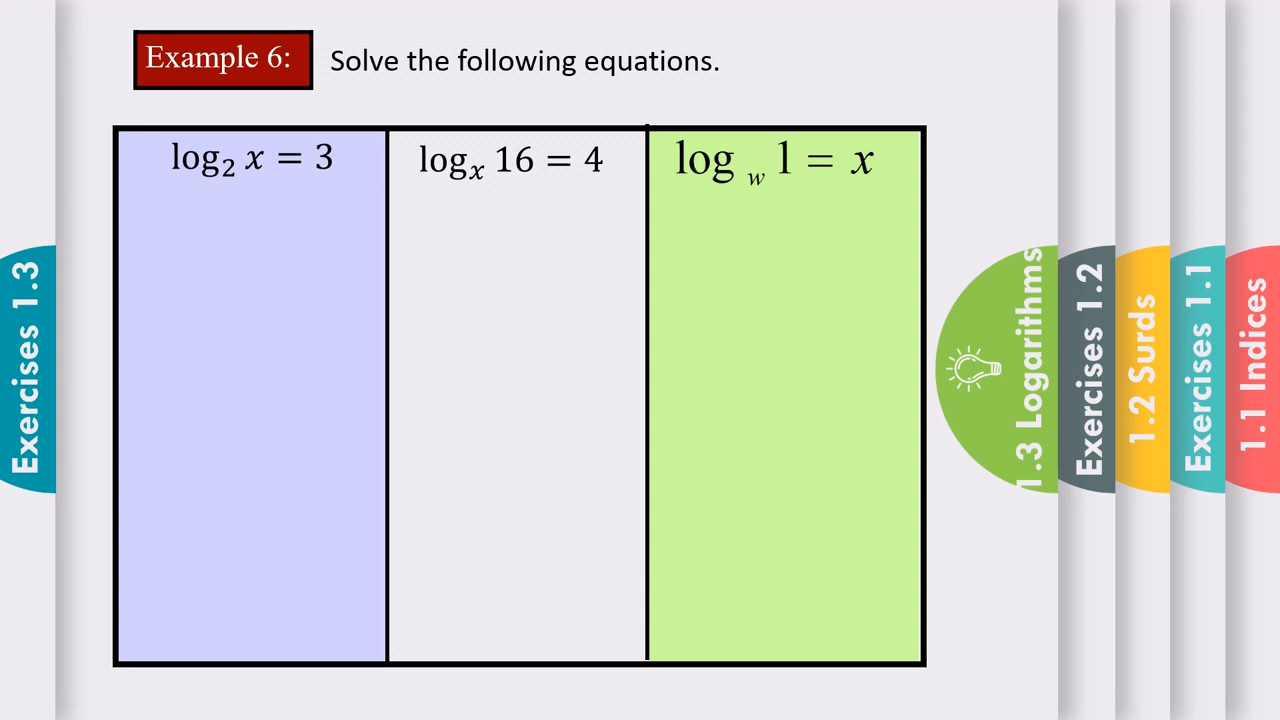 Example 6:
Solve the following equations.
log₂ x = 3
logₓ 16 = 4
log w 1 = x
Exercises 1.3
1.3 Logarithms
Exercises 1.2
1.2 Surds
Exercises 1.1
1.1 Indices